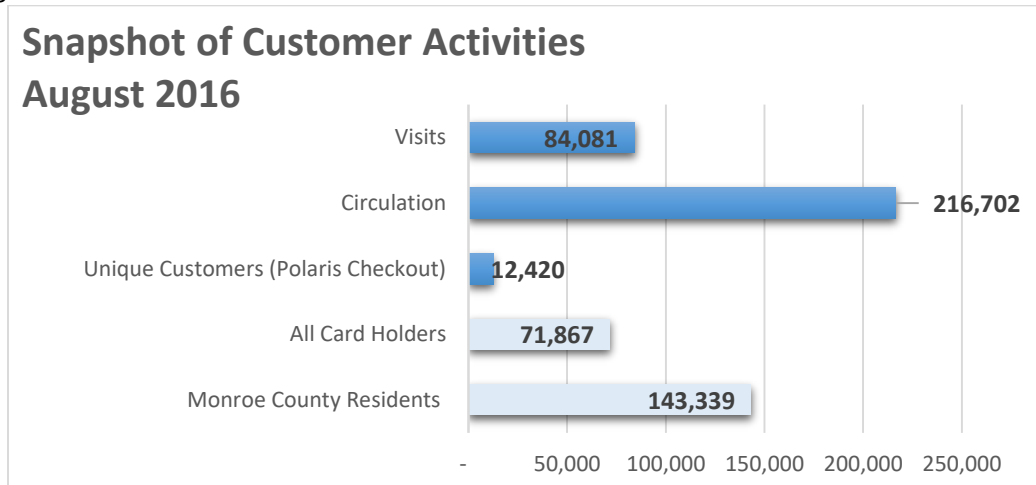 Snapshot of Customer Activities
August 2016
Visits
84,081
Circulation
216,702
Unique Customers (Polaris Checkout)
12,420
All Card Holders
71,867
Monroe County Residents
143,339
- 50,000 100,000 150,000 200,000 250,000